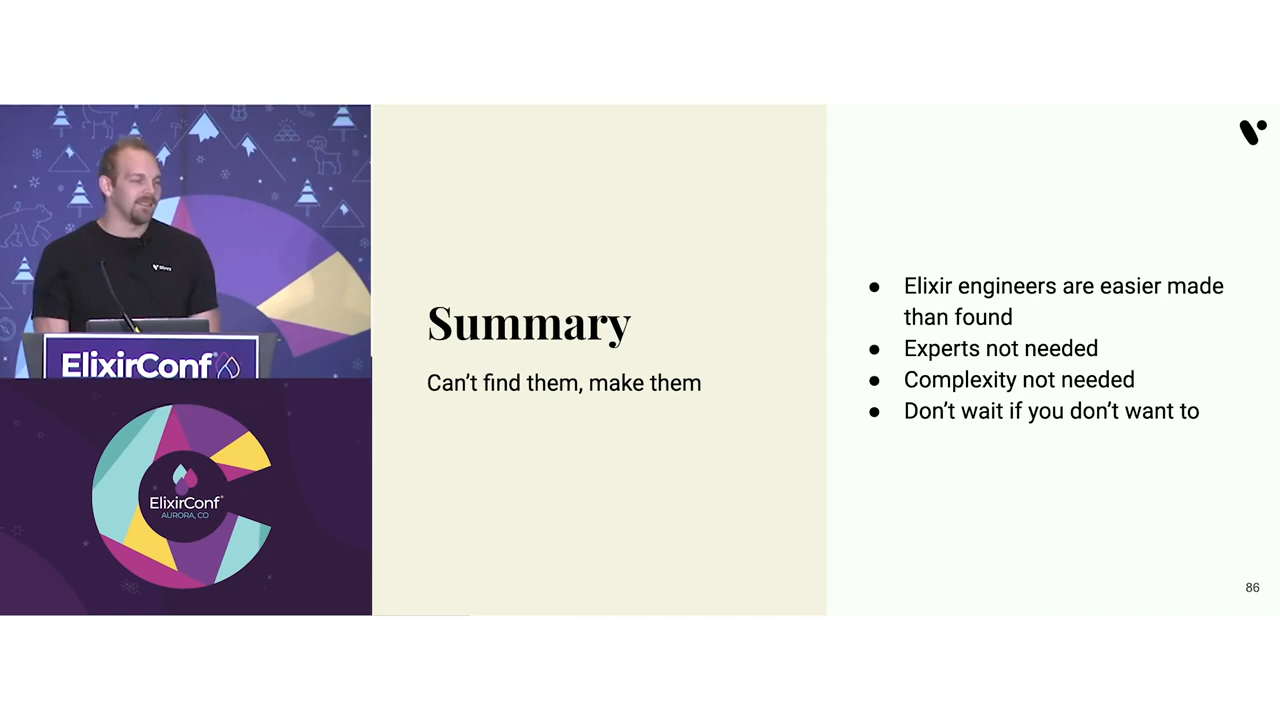 ElixirConf
ElixirConf
AURORA, CO
Summary
Can't find them, make them
● Elixir engineers are easier made
than found
● Experts not needed
● Complexity not needed
● Don't wait if you don't want to
86